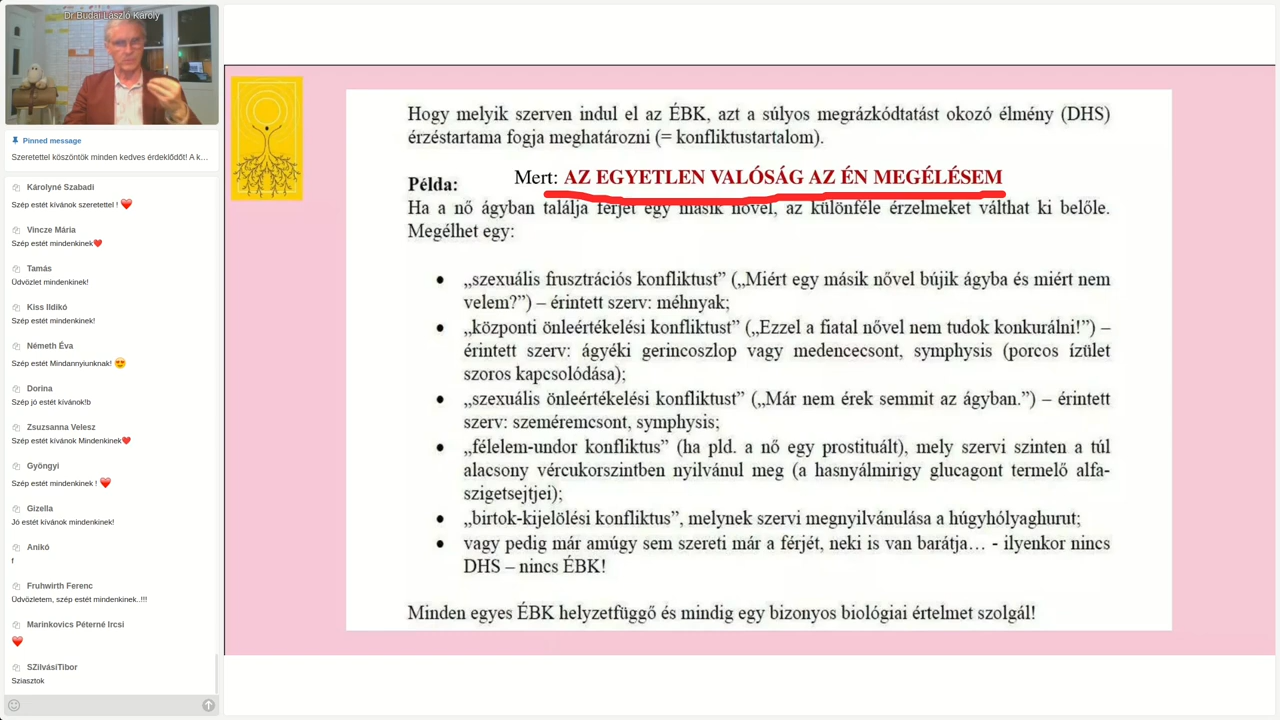 Dr Budai László Károly
Pinned message
Szeretettel köszöntök minden kedves érdeklődőt! A k…
Károlyné Szabadi
Szép estét kívánok szeretettel ! ❤️
Vincze Mária
Szép estét mindenkinek❤️
Tamás
Üdvözlet mindenkinek!
Kiss Ildikó
Szép estét mindenkinek!
Németh Éva
Szép estét Mindannyiunknak! 😍
Dorina
Szép jó estét kívánok!b
Zsuzsanna Velesz
Szép estét kívánok Mindenkinek❤️
Gyöngyi
Szép estét mindenkinek ! ❤️
Gizella
Jó estét kívánok mindenkinek!
Anikó
f
Fruhwirth Ferenc
Üdvözletem, szép estét mindenkinek..!!!
Marinkovics Péterné Ircsi
❤️
SZilvásiTibor
Sziasztok
Hogy melyik szerven indul el az ÉBK, azt a súlyos megrázkódtatást okozó élmény (DHS)
érzéstartama fogja meghatározni (= konfliktustartalom).
Mert: AZ EGYETLEN VALÓSÁG AZ ÉN MEGÉLÉSEM
Példa:
Ha a nő ágyban találja férjét egy másik nővel, az különféle érzelmeket válthat ki belőle.
Megélhet egy:
• „szexuális frusztrációs konfliktust” („Miért egy másik nővel bújik ágyba és miért nem
velem?”) – érintett szerv: méhnyak;
• „központi önleértékelési konfliktust” („Ezzel a fiatal nővel nem tudok konkurálni!”) –
érintett szerv: ágyéki gerincoszlop vagy medencecsont, symphysis (porcos ízület
szoros kapcsolódása);
• „szexuális önleértékelési konfliktust” („Már nem érek semmit az ágyban.”) – érintett
szerv: szeméremcsont, symphysis;
• „félelem-undor konfliktus” (ha pld. a nő egy prostituált), mely szervi szinten a túl
alacsony vércukorszintben nyilvánul meg (a hasnyálmirigy glucagont termelő alfa-
szigetsejtjei);
• „birtok-kijelölési konfliktus”, melynek szervi megnyilvánulása a húgyhólyaghurut;
• vagy pedig már amúgy sem szereti már a férjét, neki is van barátja… - ilyenkor nincs
DHS – nincs ÉBK!
Minden egyes ÉBK helyzetfüggő és mindig egy bizonyos biológiai értelmet szolgál!